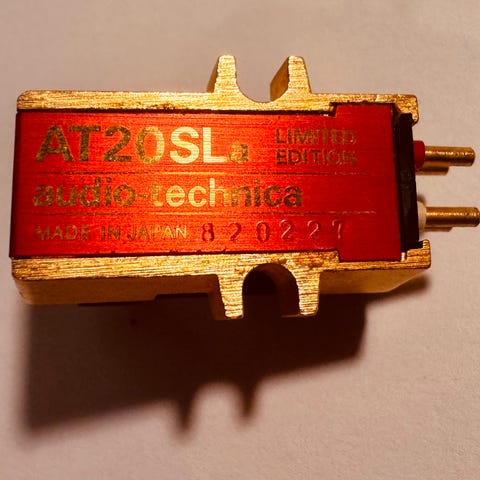 AT20SLa LIMITED
EDITION
audio-technica
MADE IN JAPAN 820227